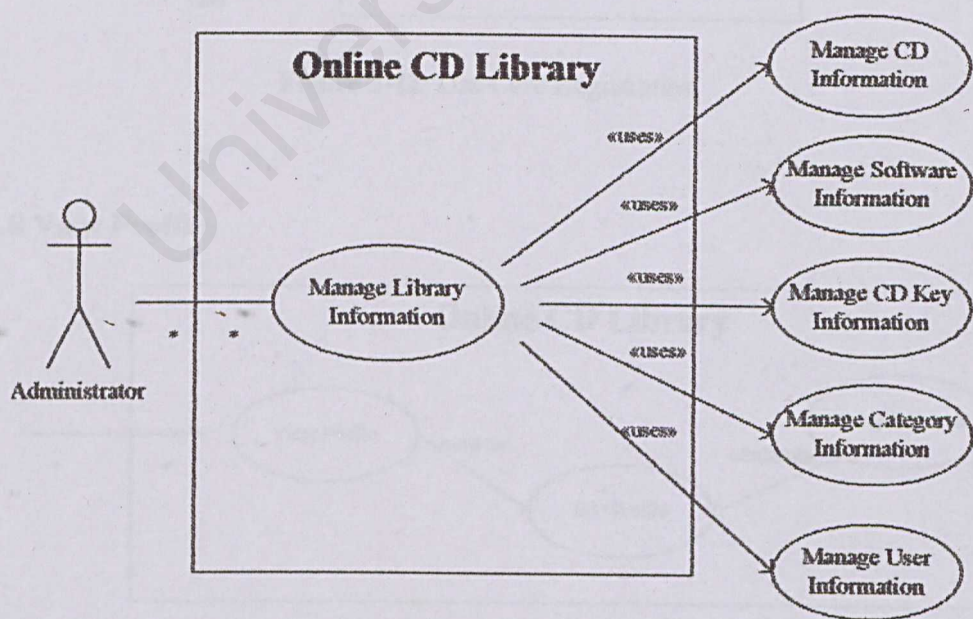 Univers
Online CD Library
Manage CD
Information
«uses»
Manage Software
Information
«uses»
Manage Library
Information
«uses»
Manage CD Key
Information
* *
«uses»
Administrator
Manage Category
Information
«uses»
Manage User
Information